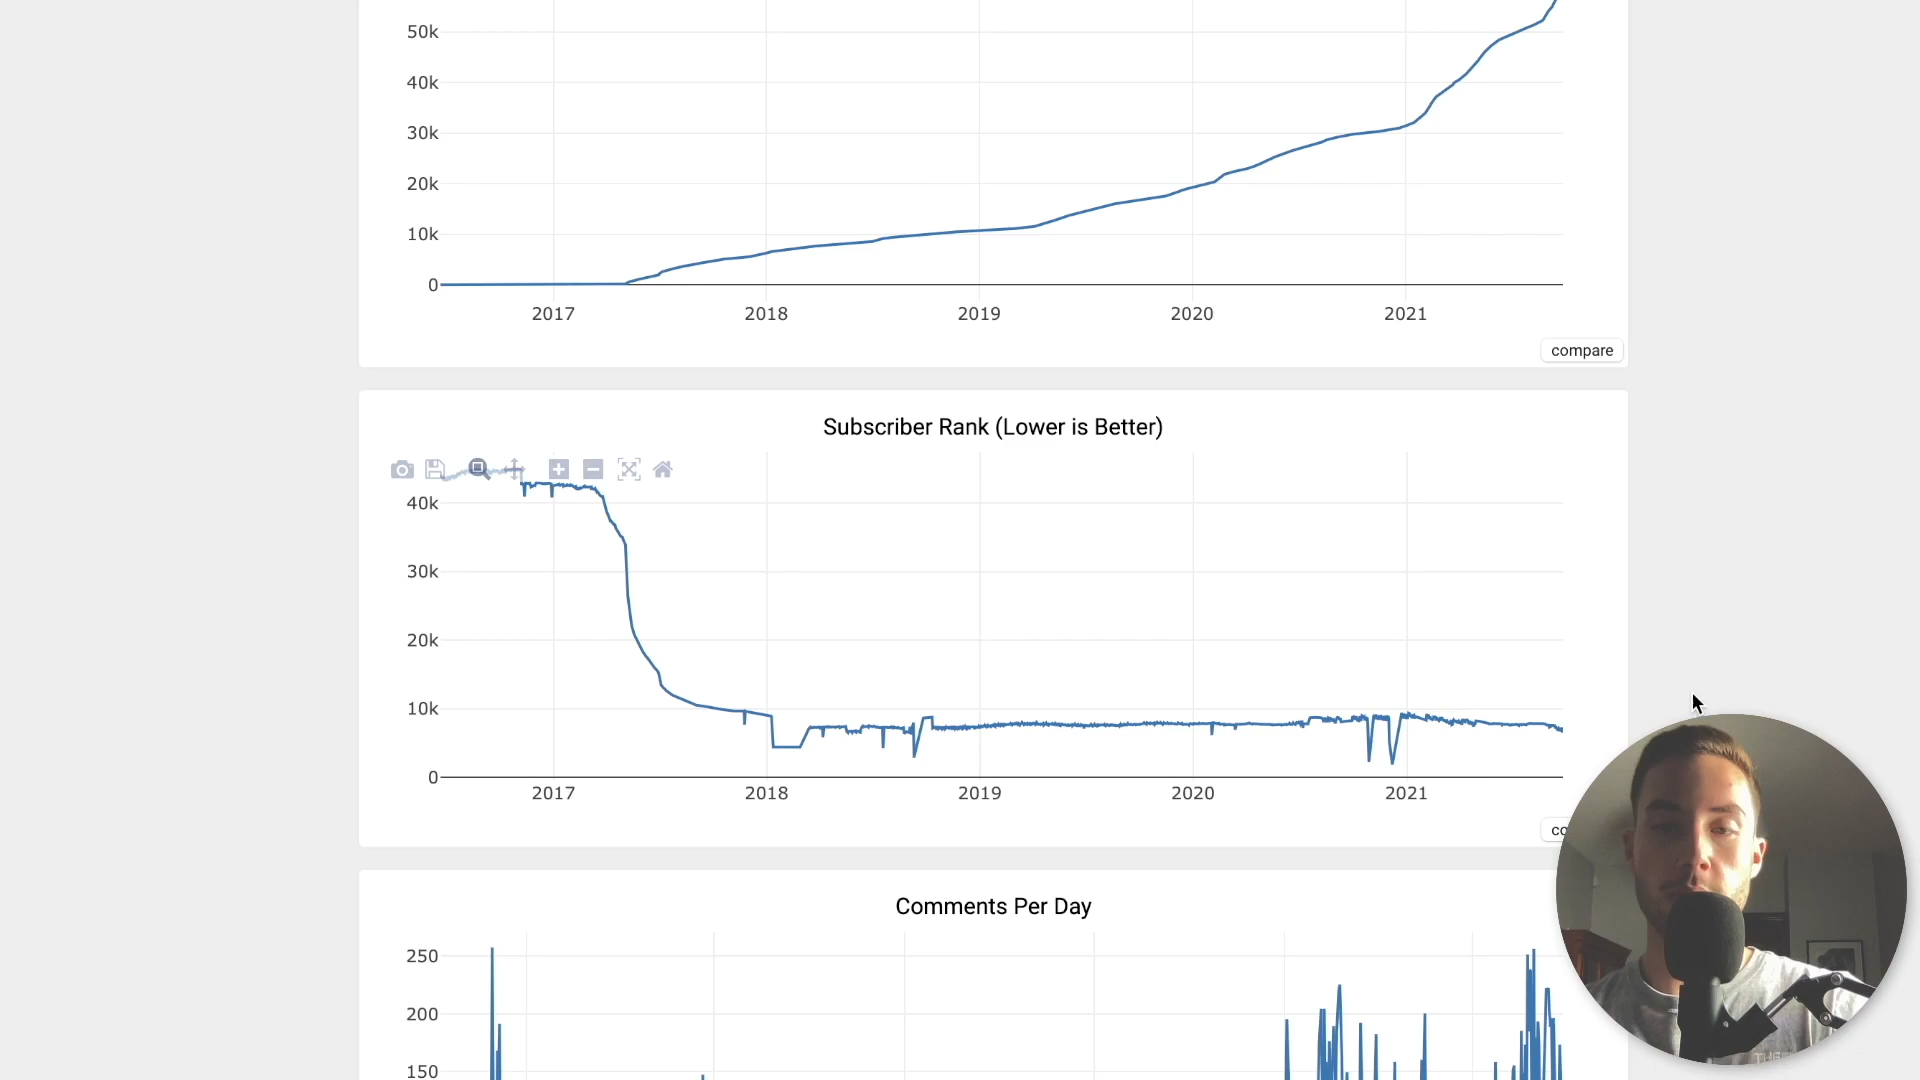 50k
40k
30k
20k
10k
0
2017 2018 2019 2020 2021
compare
Subscriber Rank (Lower is Better)
40k
30k
20k
10k
0
2017 2018 2019 2020 2021
co
Comments Per Day
250
200
150